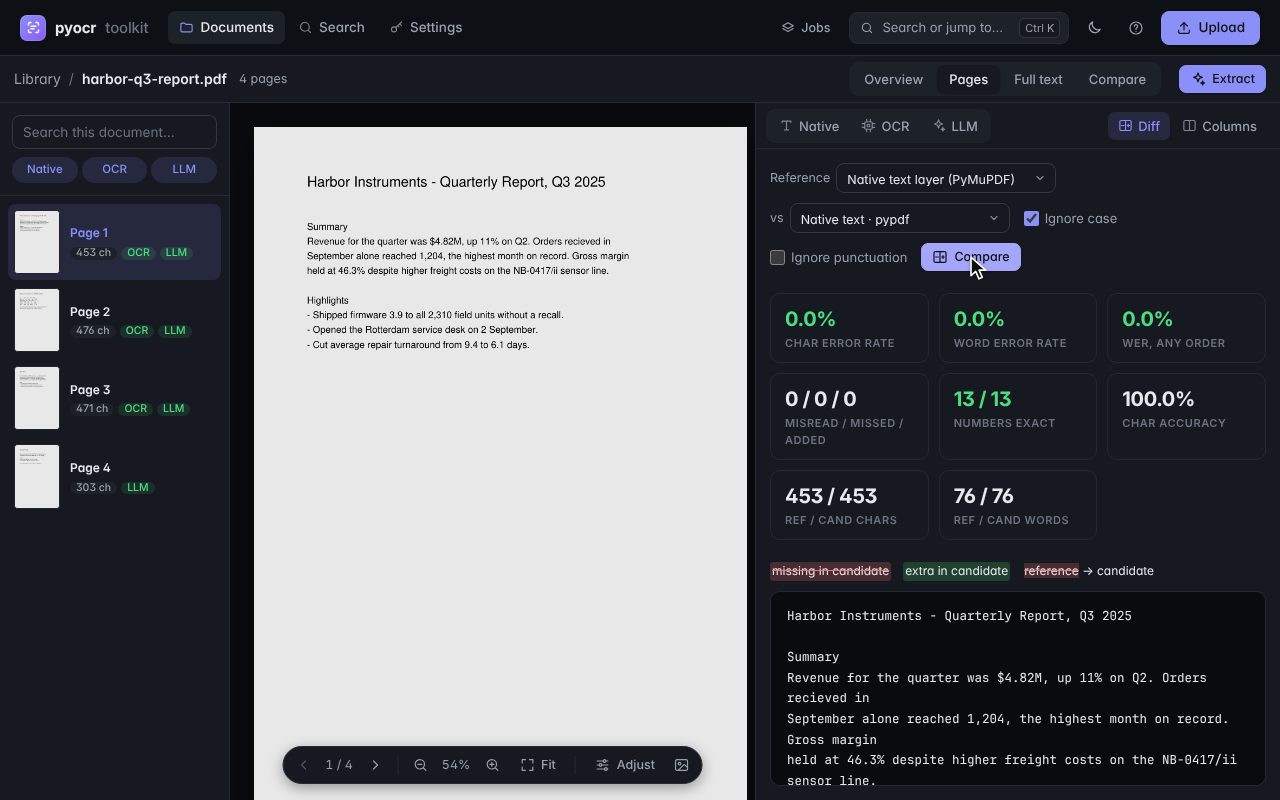 pyocr toolkit
Documents
Search
Settings
Jobs
Search or jump to...
Ctrl K
Upload
Library / harbor-q3-report.pdf 4 pages
Overview
Pages
Full text
Compare
Extract
Search this document...
Native
OCR
LLM
Page 1
453 ch OCR LLM
Page 2
476 ch OCR LLM
Page 3
471 ch OCR LLM
Page 4
303 ch LLM
Harbor Instruments - Quarterly Report, Q3 2025
Summary
Revenue for the quarter was $4.82M, up 11% on Q2. Orders recieved in
September alone reached 1,204, the highest month on record. Gross margin
held at 46.3% despite higher freight costs on the NB-0417/ii sensor line.
Highlights
- Shipped firmware 3.9 to all 2,310 field units without a recall.
- Opened the Rotterdam service desk on 2 September.
- Cut average repair turnaround from 9.4 to 6.1 days.
1 / 4
54%
Fit
Adjust
Native
OCR
LLM
Diff
Columns
Reference Native text layer (PyMuPDF)
vs Native text · pypdf
Ignore case
Ignore punctuation
Compare
0.0%
CHAR ERROR RATE
0.0%
WORD ERROR RATE
0.0%
WER, ANY ORDER
0 / 0 / 0
MISREAD / MISSED /
ADDED
13 / 13
NUMBERS EXACT
100.0%
CHAR ACCURACY
453 / 453
REF / CAND CHARS
76 / 76
REF / CAND WORDS
missing in candidate extra in candidate reference → candidate
Harbor Instruments - Quarterly Report, Q3 2025
Summary
Revenue for the quarter was $4.82M, up 11% on Q2. Orders
recieved in
September alone reached 1,204, the highest month on record.
Gross margin
held at 46.3% despite higher freight costs on the NB-0417/ii
sensor line.